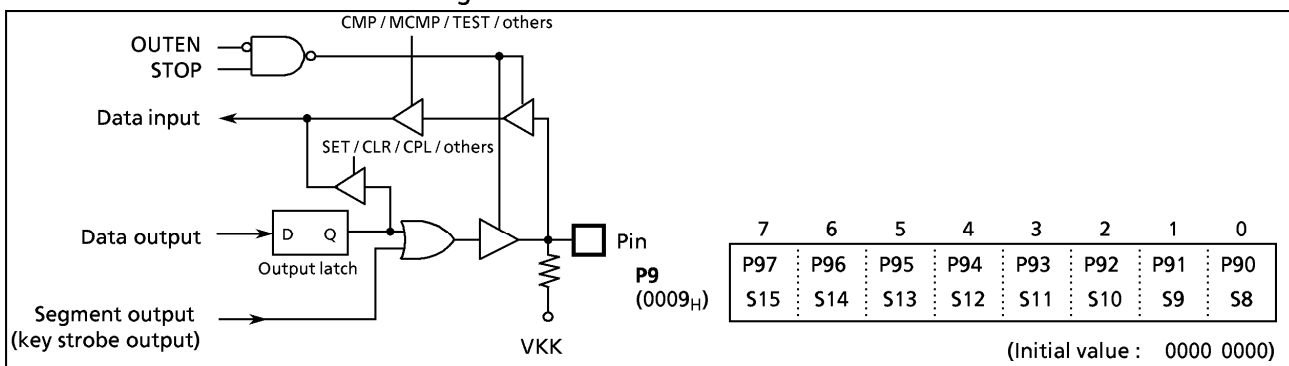 CMP / MCMP / TEST / others
OUTEN
STOP
Data input
SET / CLR / CPL / others
Data output
D Q
Output latch
Pin
Segment output
(key strobe output)
VKK
7 6 5 4 3 2 1 0
P9
(0009H)
P97 P96 P95 P94 P93 P92 P91 P90
S15 S14 S13 S12 S11 S10 S9 S8
(Initial value : 0000 0000)